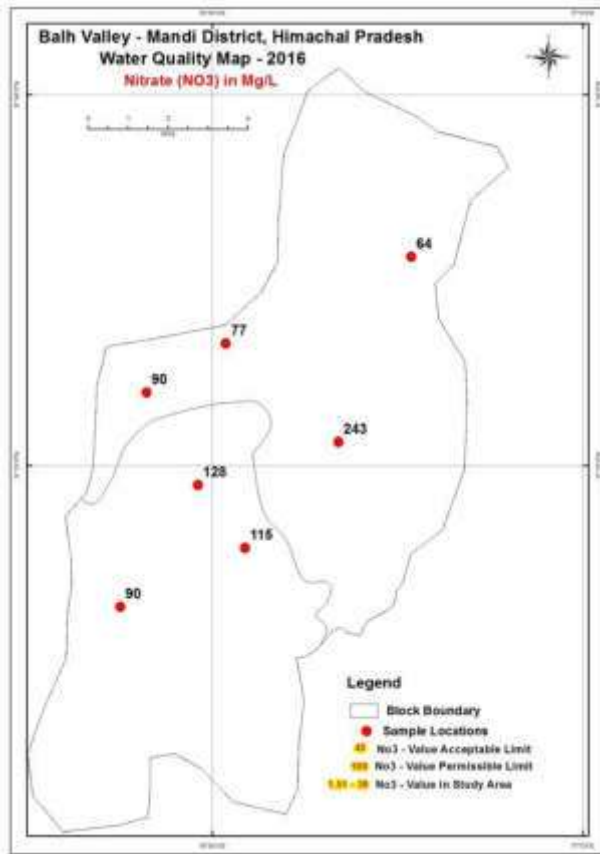 Balh Valley - Mandi District, Himachal Pradesh
Water Quality Map - 2016
Nitrate (NO3) in Mg/L
64
77
90
243
128
115
90
Legend
Block Boundary
Sample Locations
No3 - Value Acceptable Limit
No3 - Value Permissible Limit
No3 - Value in Study Area